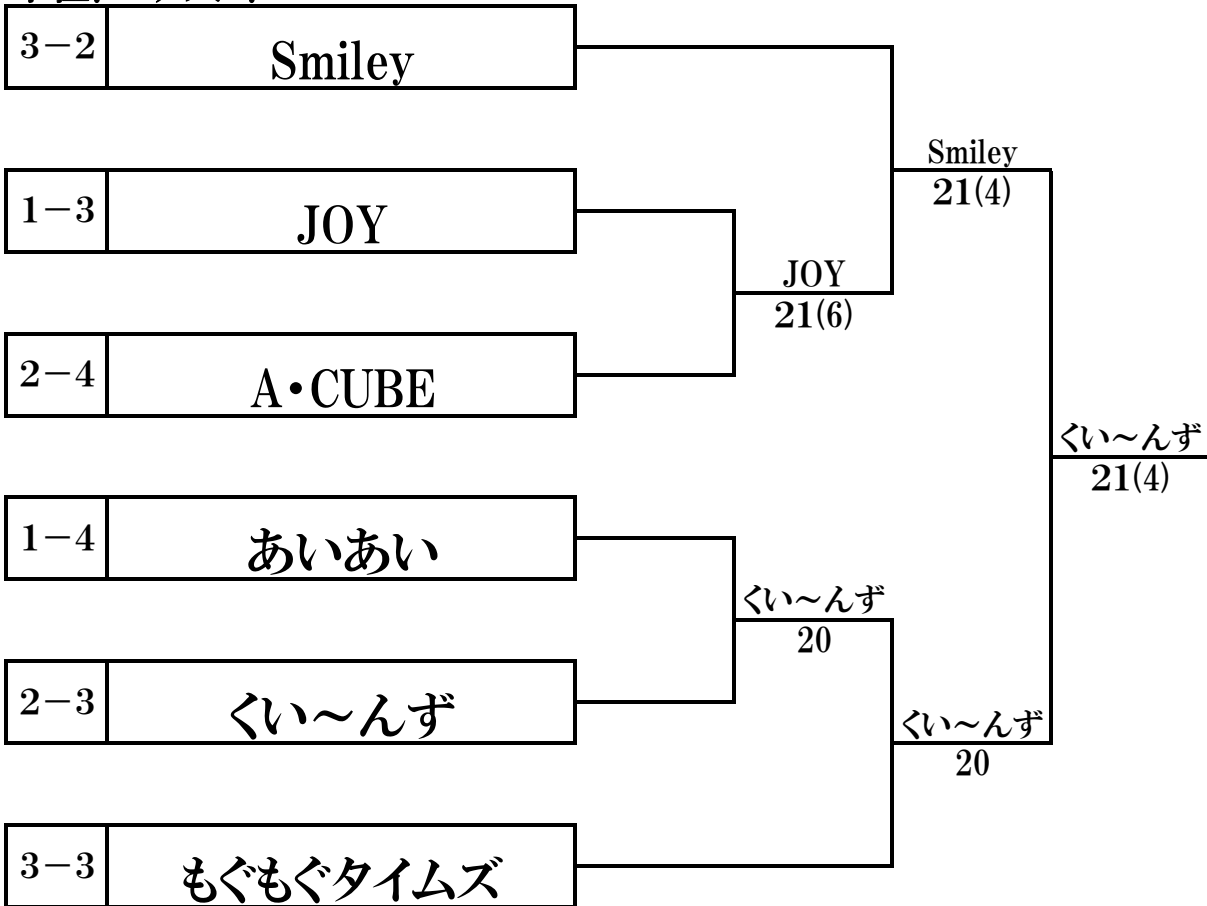 3−2 Smiley
Smiley
21(4)
1−3 JOY
JOY
21(6)
2−4 A・CUBE
くい～んず
21(4)
1−4 あいあい
くい～んず
20
2−3 くい～んず
くい～んず
20
3−3 もぐもぐタイムズ